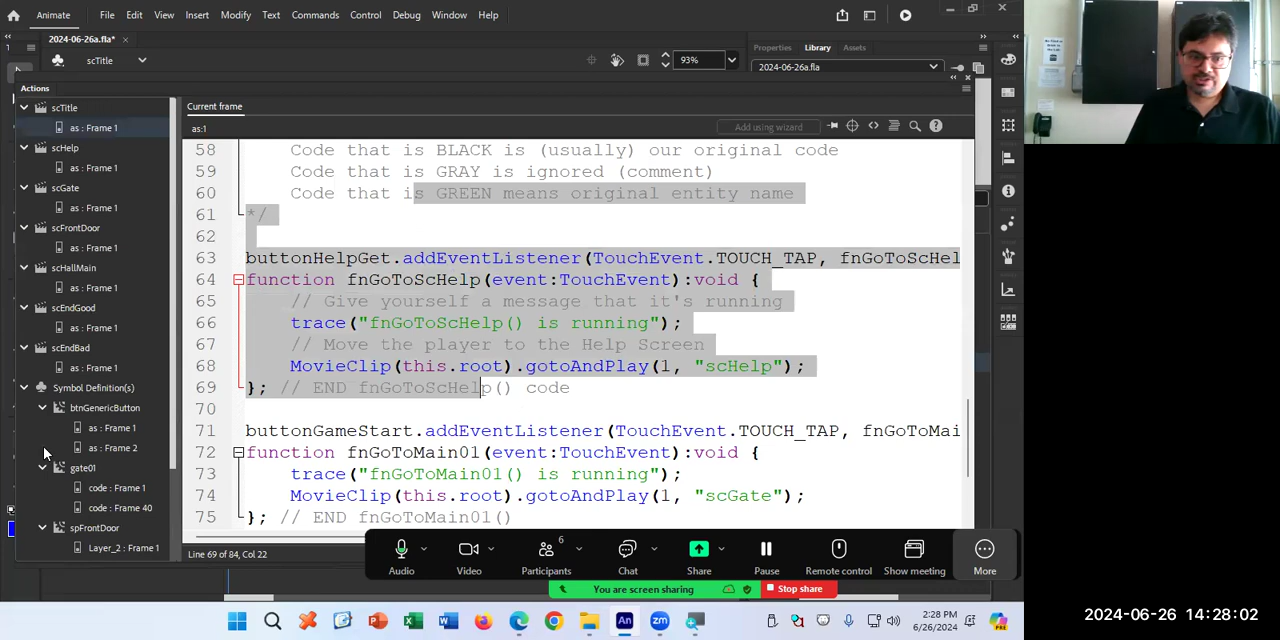 Animate File Edit View Insert Modify Text Commands Control Debug Window Help
2024-06-26a.fla* ×
Properties Library Assets
scTitle 93% 2024-06-26a.fla
Actions
scTitle
as : Frame 1
scHelp
as : Frame 1
scGate
as : Frame 1
scFrontDoor
as : Frame 1
scHallMain
as : Frame 1
scEndGood
as : Frame 1
scEndBad
as : Frame 1
Symbol Definition(s)
btnGenericButton
as : Frame 1
as : Frame 2
gate01
code : Frame 1
code : Frame 40
spFrontDoor
Layer_2 : Frame 1
Current frame
as:1 Add using wizard
58 Code that is BLACK is (usually) our original code
59 Code that is GRAY is ignored (comment)
60 Code that is GREEN means original entity name
61 */
62
63 buttonHelpGet.addEventListener(TouchEvent.TOUCH_TAP, fnGoToScHel
64 function fnGoToScHelp(event:TouchEvent):void {
65 // Give yourself a message that it's running
66 trace("fnGoToScHelp() is running");
67 // Move the player to the Help Screen
68 MovieClip(this.root).gotoAndPlay(1, "scHelp");
69 }; // END fnGoToScHelp() code
70
71 buttonGameStart.addEventListener(TouchEvent.TOUCH_TAP, fnGoToMai
72 function fnGoToMain01(event:TouchEvent):void {
73 trace("fnGoToMain01() is running");
74 MovieClip(this.root).gotoAndPlay(1, "scGate");
75 }; // END fnGoToMain01()
Line 69 of 84, Col 22
6
Audio Video Participants Chat Share Pause Remote control Show meeting More
You are screen sharing Stop share
2:28 PM
6/26/2024
2024-06-26 14:28:02